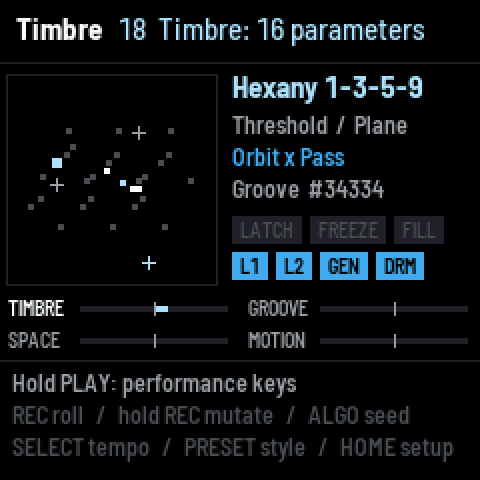 Timbre 18 Timbre: 16 parameters
Hexany 1-3-5-9
Threshold / Plane
Orbit x Pass
Groove #34334
LATCH FREEZE FILL
L1 L2 GEN DRM
TIMBRE GROOVE
SPACE MOTION
Hold PLAY: performance keys
REC roll / hold REC mutate / ALGO seed
SELECT tempo / PRESET style / HOME setup